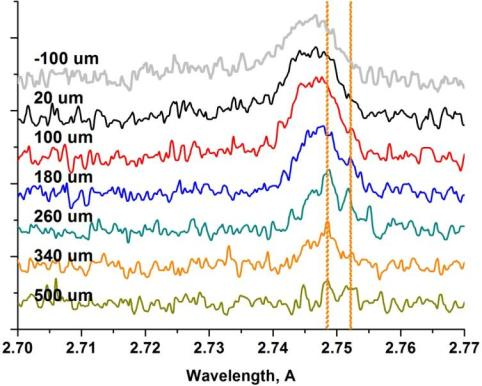 -100 um
20 um
100 um
180 um
260 um
340 um
500 um
2.70 2.71 2.72 2.73 2.74 2.75 2.76 2.77
Wavelength, A